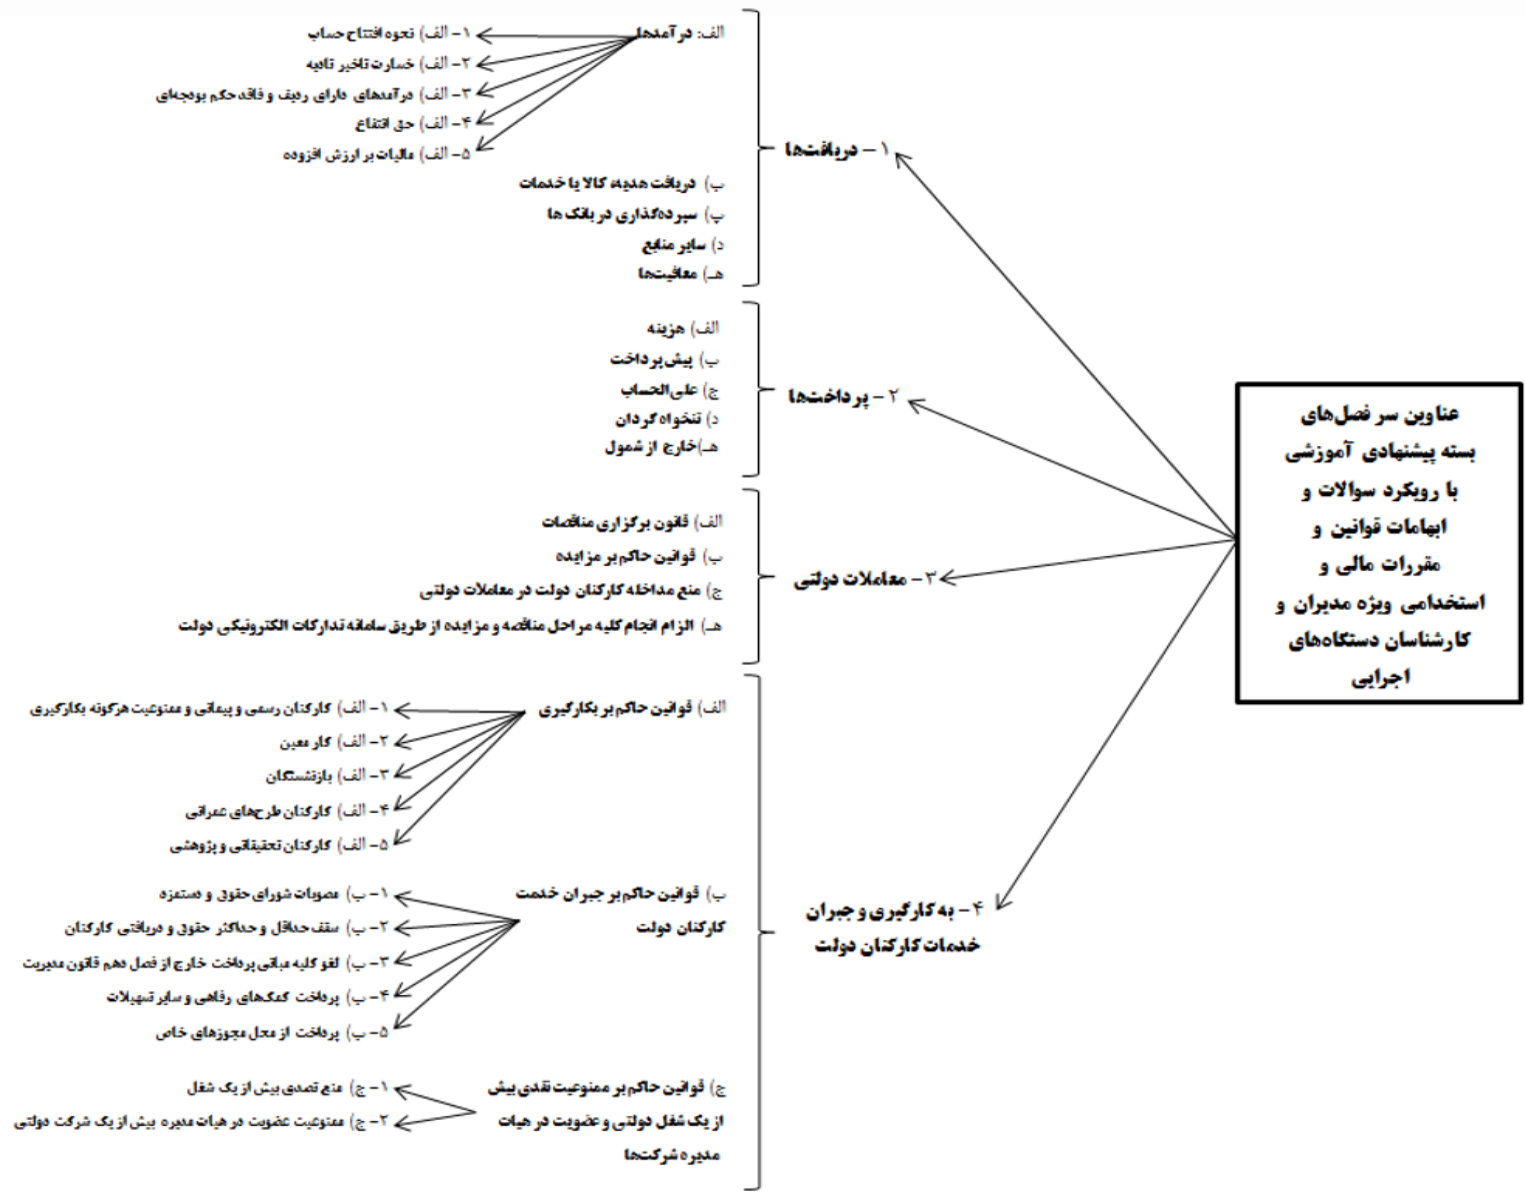 عناوین سر فصل‌های
بسته پیشنهادی آموزشی
با رویکرد سوالات و
ابهامات قوانین و
مقررات مالی و
استخدامی ویژه مدیران و
کارشناسان دستگاه‌های
اجرایی
۱- دریافت‌ها
الف: درآمدها
۱- الف) نحوه افتتاح حساب
۲- الف) خسارت تاخیر تادیه
۳- الف) درآمدهای دارای ردیف و فاقد حکم بودجه‌ای
۴- الف) حق انتفاع
۵- الف) مالیات بر ارزش افزوده
ب) دریافت هدیه، کالا یا خدمات
پ) سپرده‌گذاری در بانک ها
د) سایر منابع
هـ) معافیت‌ها
۲- پرداخت‌ها
الف) هزینه
ب) پیش‌پرداخت
ج) علی‌الحساب
د) تنخواه گردان
هـ)خارج از شمول
۳- معاملات دولتی
الف) قانون برگزاری مناقصات
ب) قوانین حاکم بر مزایده
ج) منع مداخله کارکنان دولت در معاملات دولتی
هـ) الزام انجام کلیه مراحل مناقصه و مزایده از طریق سامانه تدارکات الکترونیکی دولت
۴- به کارگیری و جبران
خدمات کارکنان دولت
الف) قوانین حاکم بر بکارگیری
۱- الف) کارکنان رسمی و پیمانی و ممنوعیت هرگونه بکارگیری
۲- الف) کار معین
۳- الف) بازنشستگان
۴- الف) کارکنان طرح‌های عمرانی
۵- الف) کارکنان تحقیقاتی و پژوهشی
ب) قوانین حاکم بر جبران خدمت
کارکنان دولت
۱- ب) مصوبات شورای حقوق و دستمزد
۲- ب) سقف حداقل و حداکثر حقوق و دریافتی کارکنان
۳- ب) لغو کلیه مبانی پرداخت خارج از فصل دهم قانون مدیریت
۴- ب) پرداخت کمک‌های رفاهی و سایر تسهیلات
۵- ب) پرداخت از محل مجوزهای خاص
ج) قوانین حاکم بر ممنوعیت تقدی بیش
از یک شغل دولتی و عضویت در هیات
مدیره شرکت‌ها
۱- ج) منع تصدی بیش از یک شغل
۲- ج) ممنوعیت عضویت در هیات مدیره بیش از یک شرکت دولتی